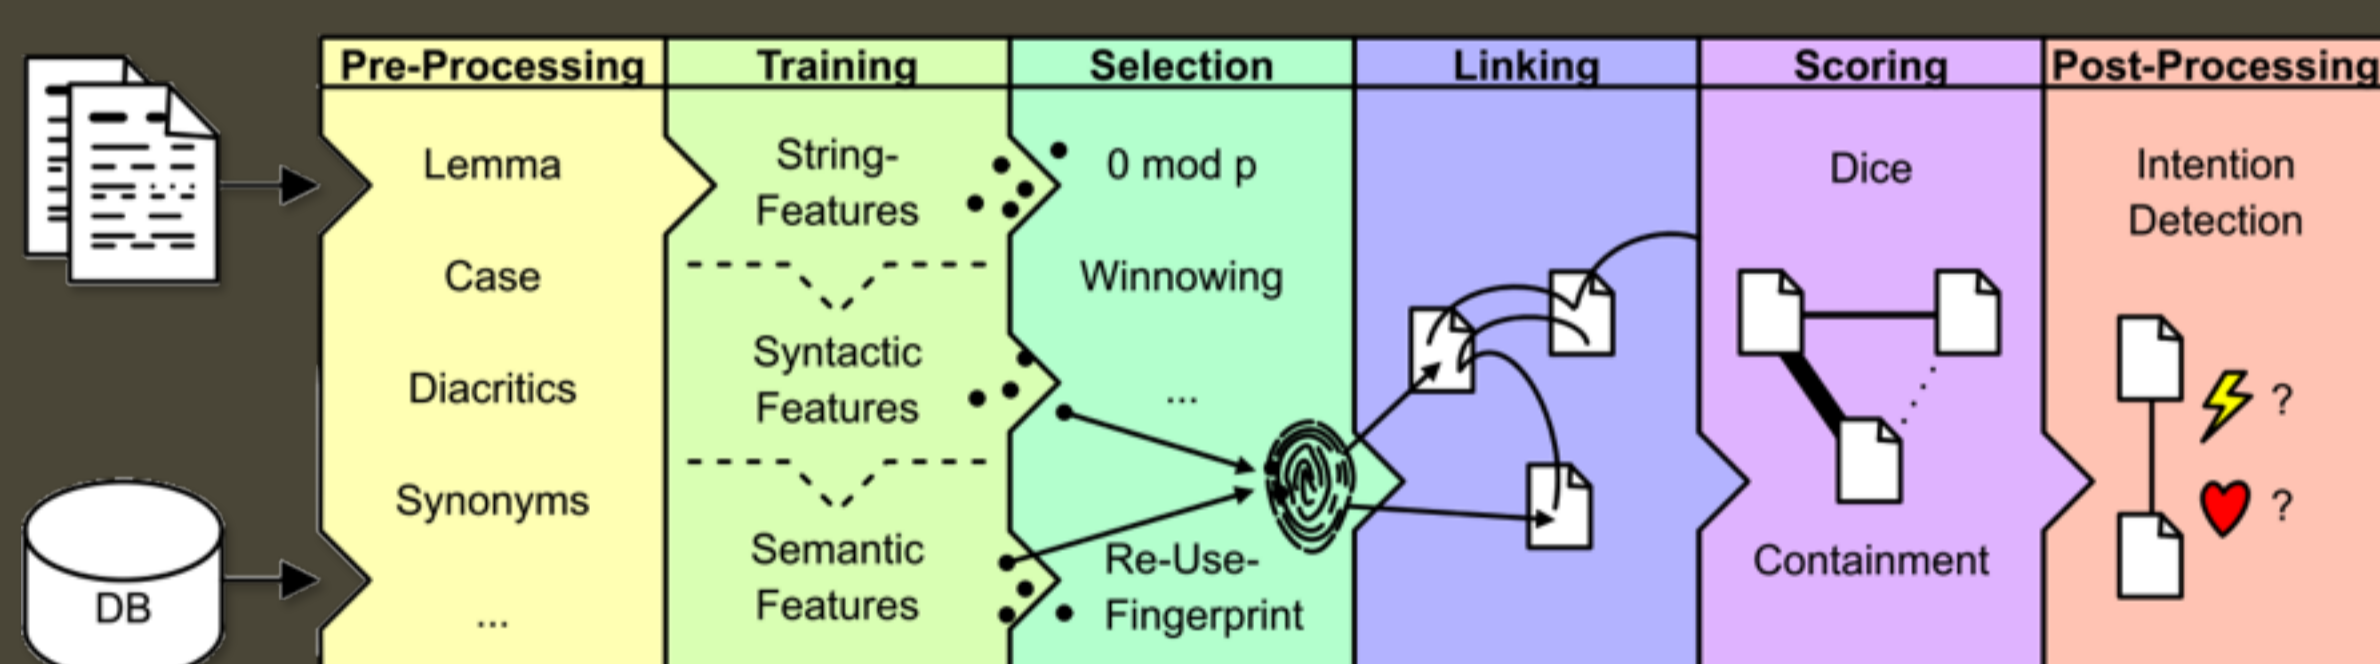 Pre-Processing
Training
Selection
Linking
Scoring
Post-Processing
Lemma
Case
Diacritics
Synonyms
...
String-
Features
Syntactic
Features
Semantic
Features
0 mod p
Winnowing
...
Re-Use-
Fingerprint
Dice
Containment
Intention
Detection
?
?
DB